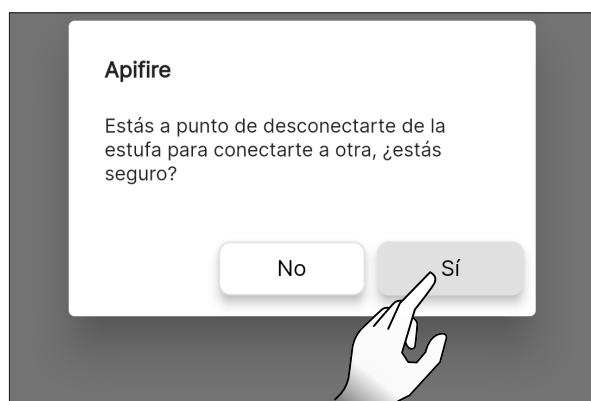 Apifire
Estás a punto de desconectarte de la
estufa para conectarte a otra, ¿estás
seguro?
No
Sí